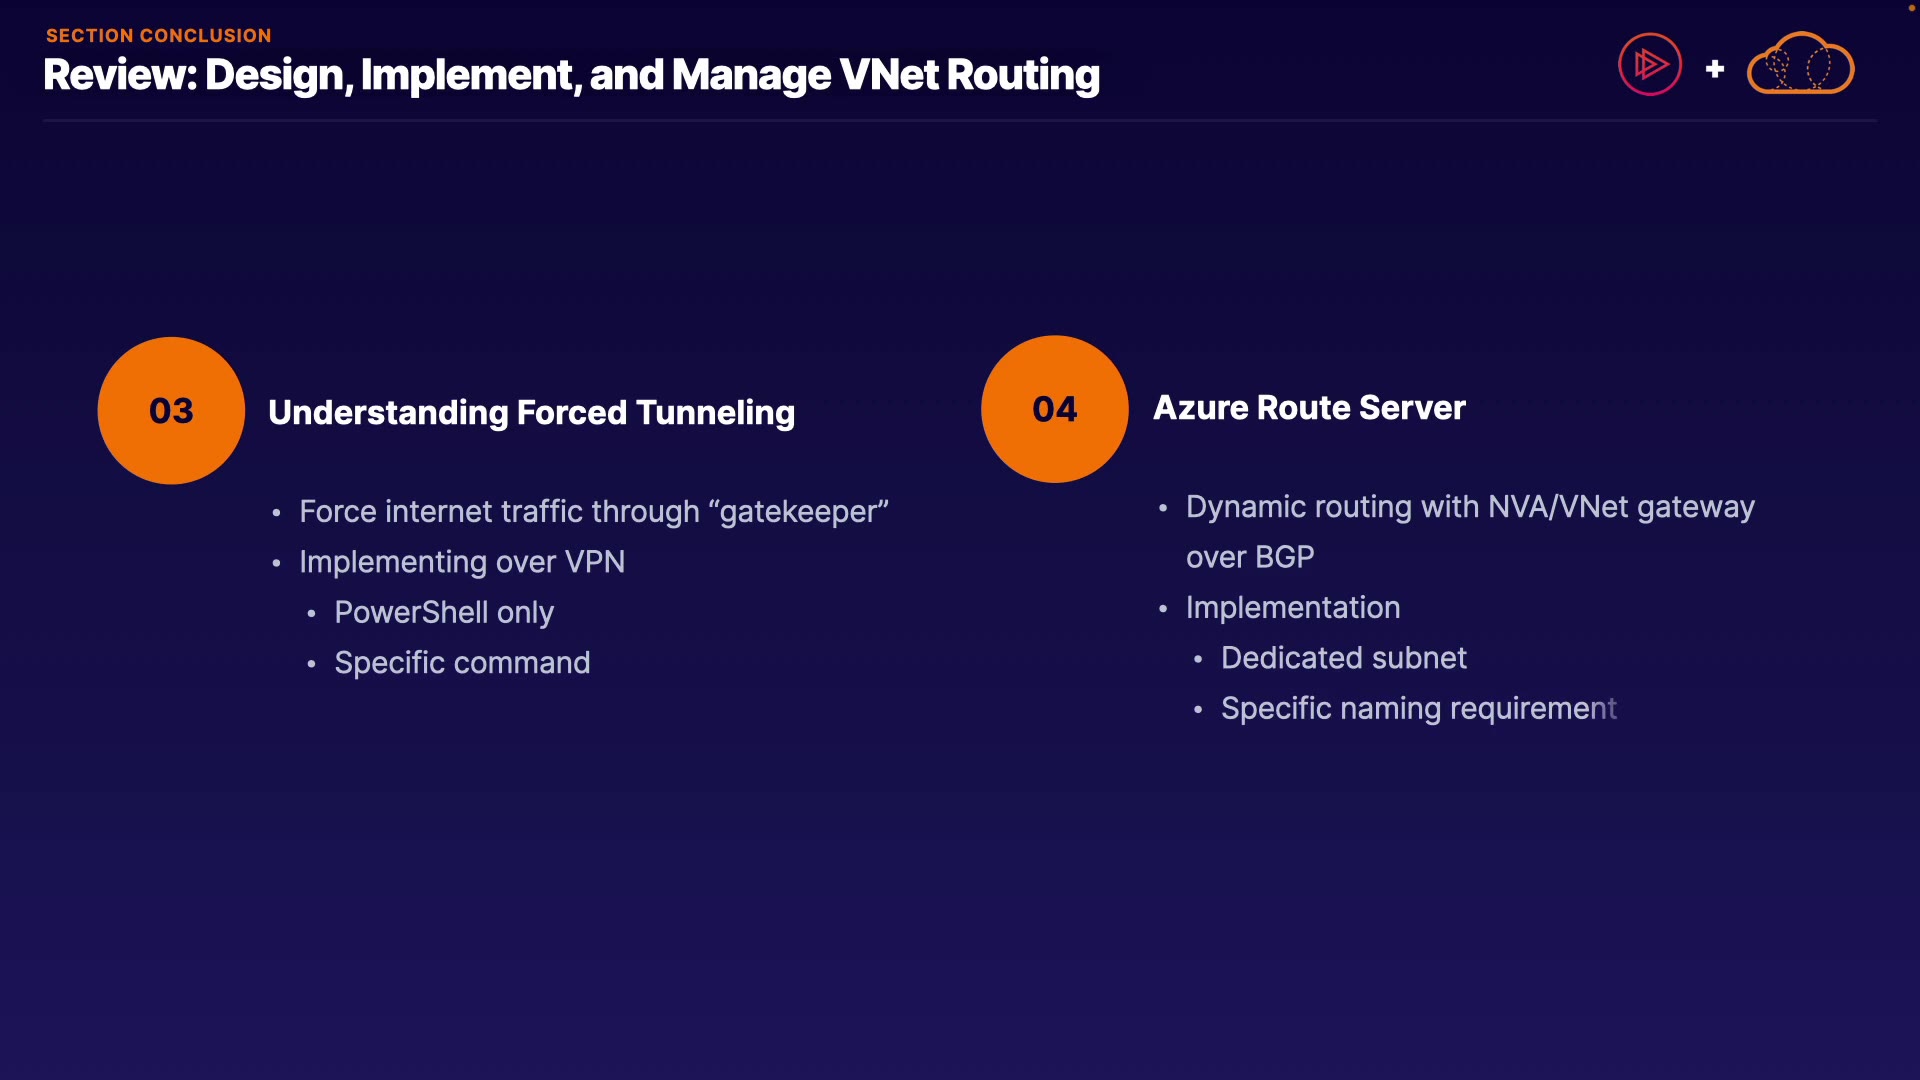 SECTION CONCLUSION
Review: Design, Implement, and Manage VNet Routing
03
Understanding Forced Tunneling
• Force internet traffic through “gatekeeper”
• Implementing over VPN
• PowerShell only
• Specific command
04
Azure Route Server
• Dynamic routing with NVA/VNet gateway
over BGP
• Implementation
• Dedicated subnet
• Specific naming requirement